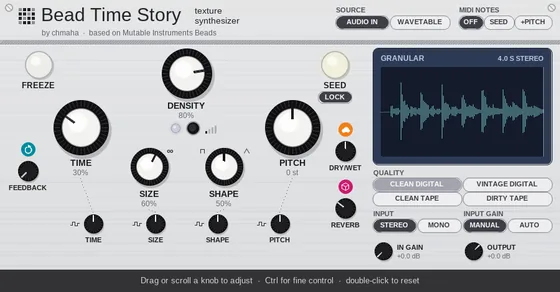 Bead Time Story
texture
synthesizer
by chmaha · based on Mutable Instruments Beads
SOURCE
AUDIO IN WAVETABLE
MIDI NOTES
OFF SEED +PITCH
FREEZE
DENSITY
80%
SEED
LOCK
GRANULAR 4.0 S STEREO
TIME
30%
∞
SIZE
60%
SHAPE
50%
PITCH
0 st
FEEDBACK
DRY/WET
REVERB
TIME
SIZE
SHAPE
PITCH
QUALITY
CLEAN DIGITAL VINTAGE DIGITAL
CLEAN TAPE DIRTY TAPE
INPUT INPUT GAIN
STEREO MONO MANUAL AUTO
IN GAIN
+0.0 dB
OUTPUT
+0.0 dB
Drag or scroll a knob to adjust · Ctrl for fine control · double-click to reset